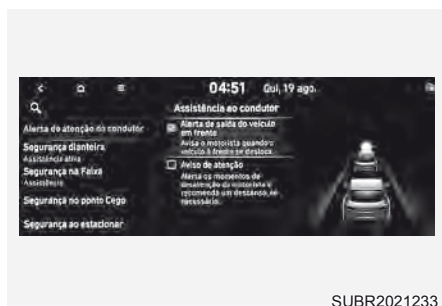 04:51 Qui, 19 ago.
Assistência ao condutor
Alerta de atenção do condutor
Segurança dianteira
Assistência ativa
Segurança na Faixa
Assistência
Segurança no ponto Cego
Segurança ao estacionar
Alerta de saída do veículo
em frente
Avisa o motorista quando o
veículo à frente se desloca.
Aviso de atenção
Alerta os momentos de
desatenção do motorista e
recomenda um descanso, se
necessário.
SUBR2021233